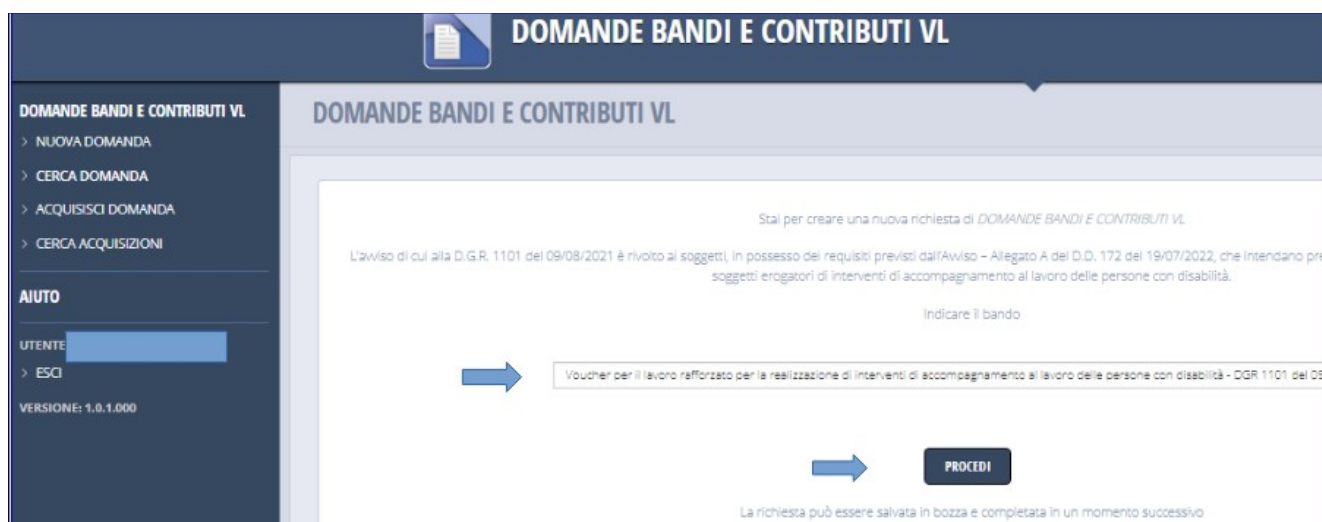 DOMANDE BANDI E CONTRIBUTI VL
DOMANDE BANDI E CONTRIBUTI VL
> NUOVA DOMANDA
> CERCA DOMANDA
> ACQUISISCI DOMANDA
> CERCA ACQUISIZIONI
AIUTO
UTENTE
> ESCI
VERSIONE: 1.0.1.000
DOMANDE BANDI E CONTRIBUTI VL
Stai per creare una nuova richiesta di DOMANDE BANDI E CONTRIBUTI VL
L'avviso di cui alla D.G.R. 1101 del 09/08/2021 è rivolto ai soggetti, in possesso dei requisiti previsti dall'Avviso – Allegato A del D.D. 172 del 19/07/2022, che intendano pre
soggetti erogatori di interventi di accompagnamento al lavoro delle persone con disabilità.
Indicare il bando
Voucher per il lavoro rafforzato per la realizzazione di interventi di accompagnamento al lavoro delle persone con disabilità - DGR 1101 del 09
PROCEDI
La richiesta può essere salvata in bozza e completata in un momento successivo